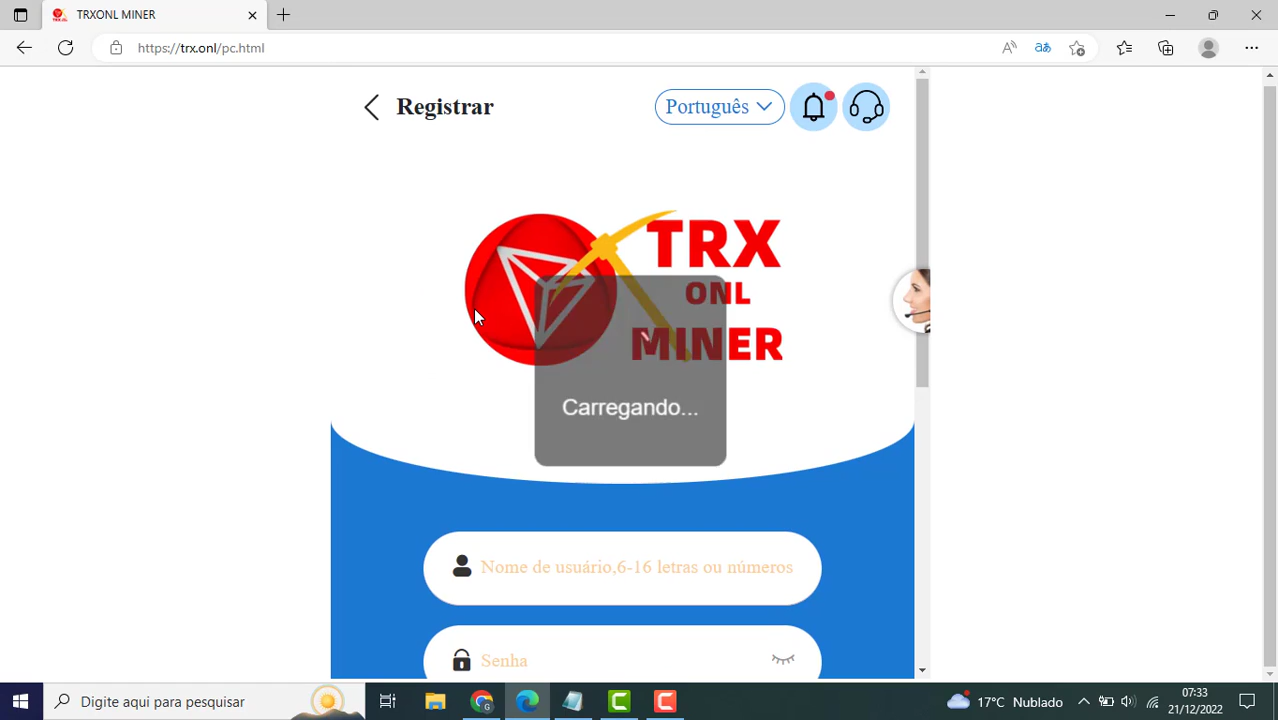 TRXONL MINER
https://trx.onl/pc.html
Registrar
Português
TRX
ONL
MINER
Carregando...
Nome de usuário,6-16 letras ou números
Senha
Digite aqui para pesquisar
17°C Nublado
07:33
21/12/2022